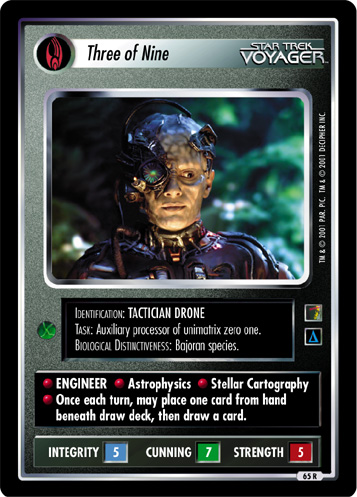 Three of Nine
STAR TREK
VOYAGER™
TM & © 2001 PAR. PIC. TM & © 2001 DECIPHER INC.
IDENTIFICATION: TACTICIAN DRONE
TASK: Auxiliary processor of unimatrix zero one.
BIOLOGICAL DISTINCTIVENESS: Bajoran species.
• ENGINEER • Astrophysics • Stellar Cartography
• Once each turn, may place one card from hand
beneath draw deck, then draw a card.
INTEGRITY 5 CUNNING 7 STRENGTH 5
65 R